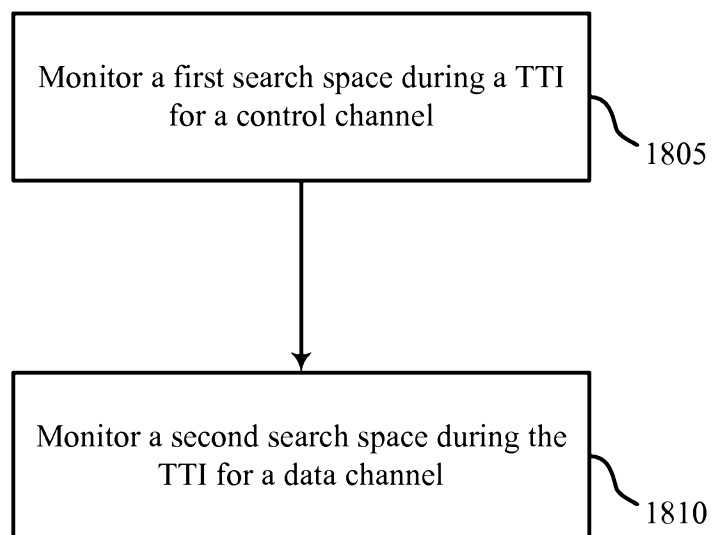 Monitor a first search space during a TTI
for a control channel
1805
Monitor a second search space during the
TTI for a data channel
1810